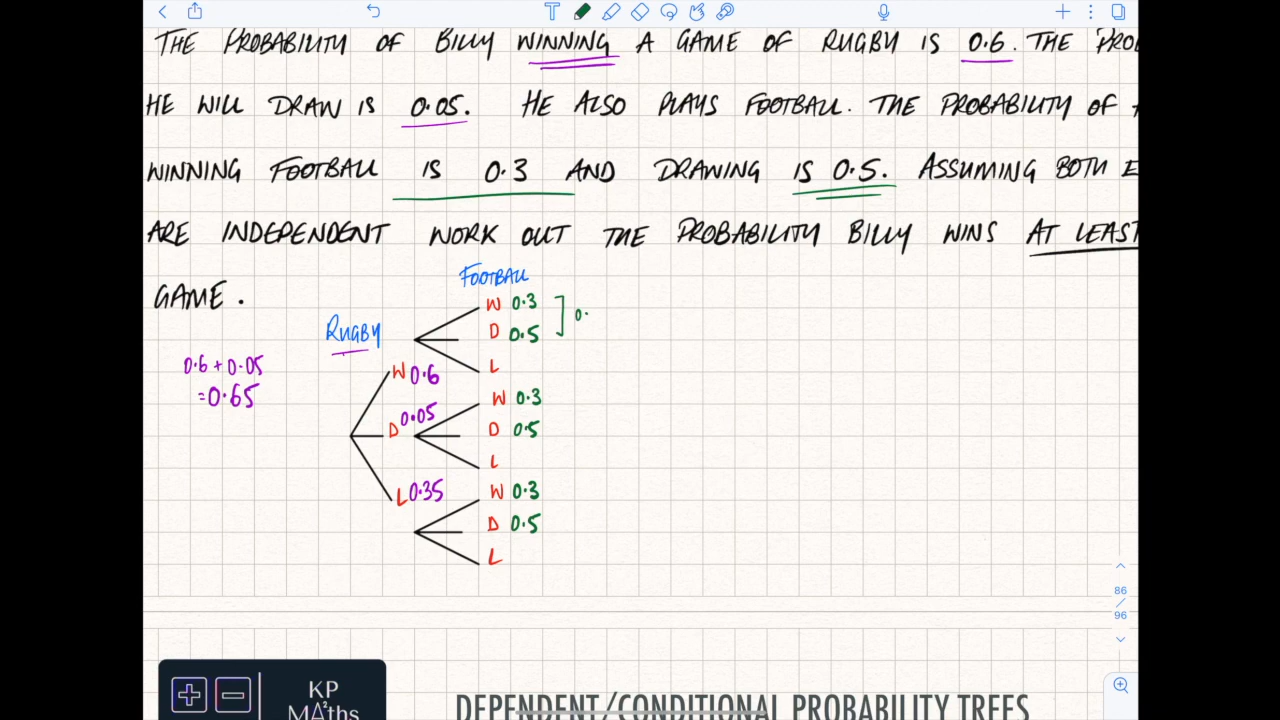 THE PROBABILITY OF BILLY WINNING A GAME OF RUGBY IS 0.6. THE
HE WILL DRAW IS 0.05. HE ALSO PLAYS FOOTBALL. THE PROBABILITY OF
WINNING FOOTBALL IS 0.3 AND DRAWING IS 0.5. ASSUMING BOTH E
ARE INDEPENDENT WORK OUT THE PROBABILITY BILLY WINS AT LEAST
GAME.
FOOTBALL
RUGBY
W 0.3
D 0.5
] 0.
L
0.6 + 0.05
=0.65
W 0.6
W 0.3
D 0.05
D 0.5
L
L 0.35
W 0.3
D 0.5
L
86
/
96
KP
MA²ths
DEPENDENT/CONDITIONAL PROBABILITY TREES